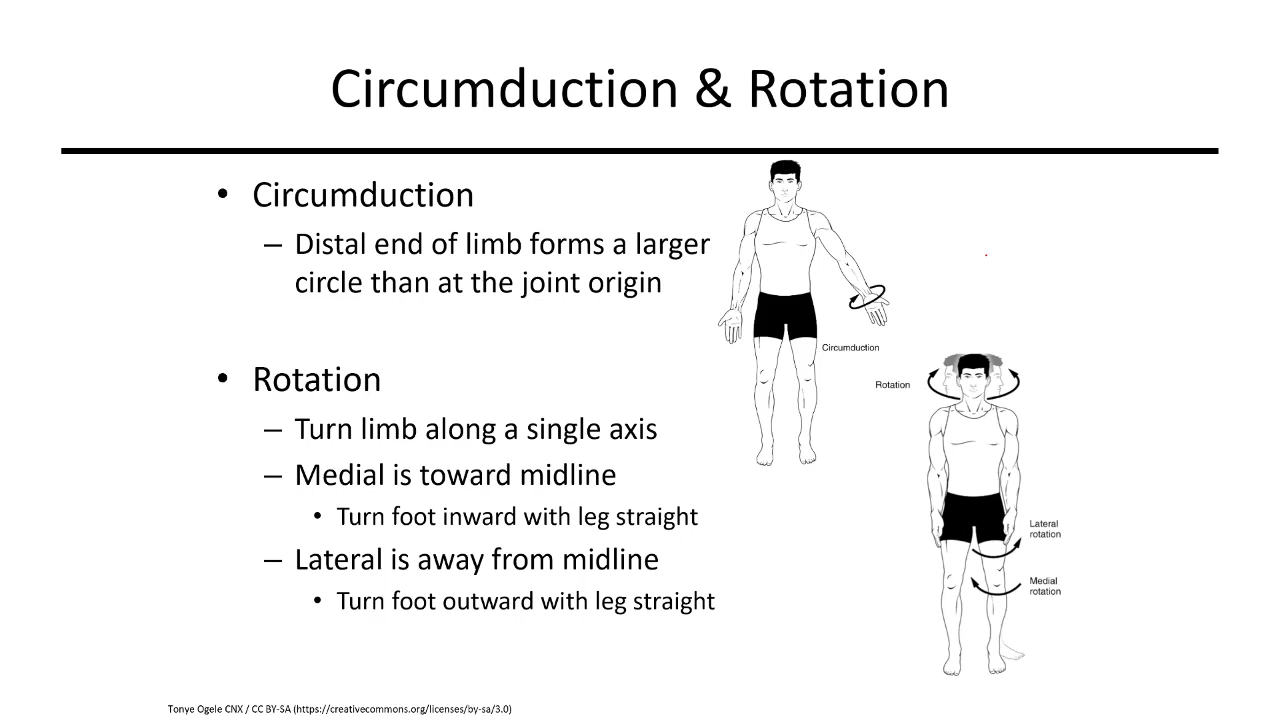 Circumduction & Rotation
• Circumduction
– Distal end of limb forms a larger
circle than at the joint origin
• Rotation
– Turn limb along a single axis
– Medial is toward midline
• Turn foot inward with leg straight
– Lateral is away from midline
• Turn foot outward with leg straight
Circumduction
Rotation
Lateral
rotation
Medial
rotation
Tonye Ogele CNX / CC BY-SA (https://creativecommons.org/licenses/by-sa/3.0)